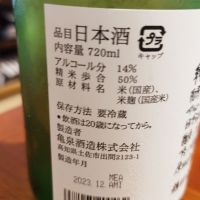 品目 日本酒
内容量 720ml
アルコール分 14%
精米歩合 50%
原材料名 米(国産)、
米麹(国産米)
保存方法 要冷蔵
*飲酒は20歳になってから。
製造者
亀泉酒造株式会社
高知県土佐市出間2123-1
製造年月
MEA
2023.12.AMI
プラ
キャップ